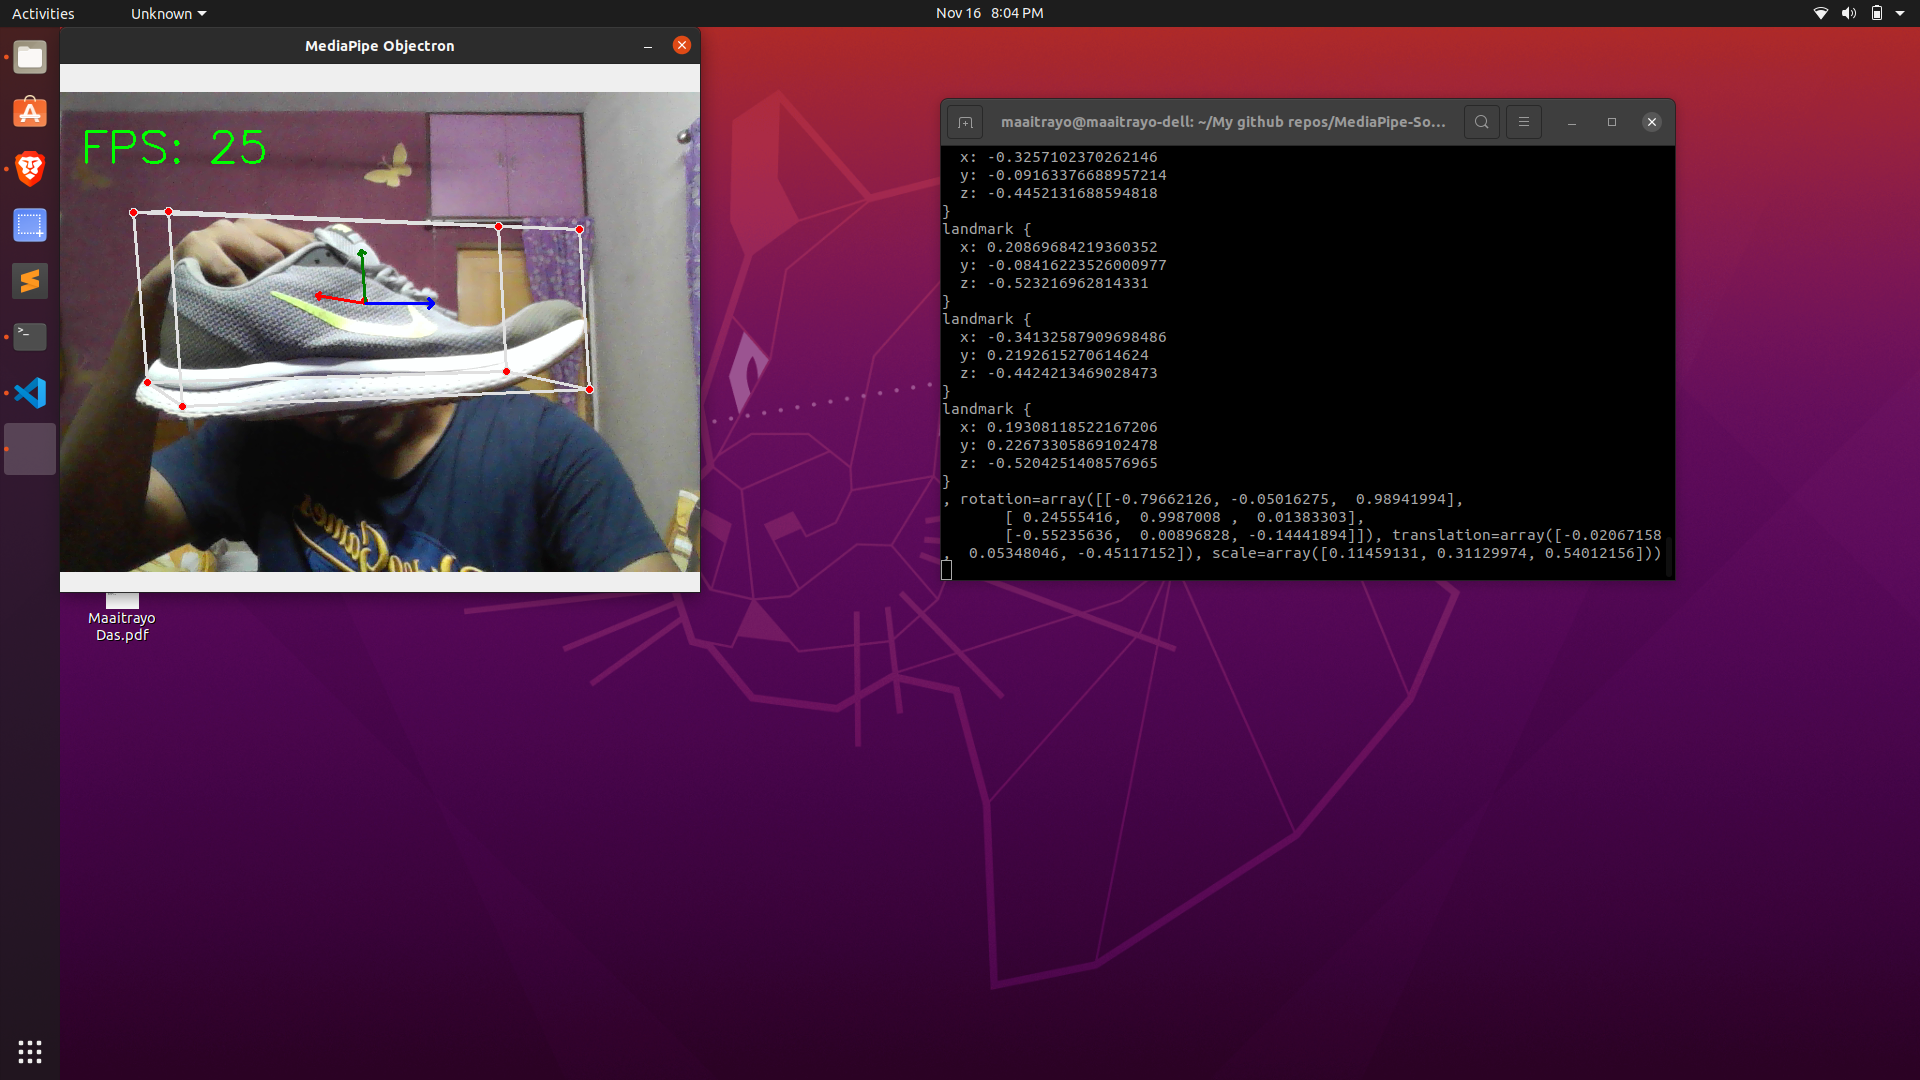 Activities
Unknown
Nov 16 8:04 PM
MediaPipe Objectron
FPS: 25
Maaitrayo
Das.pdf
maaitrayo@maaitrayo-dell: ~/My github repos/MediaPipe-So...
x: -0.3257102370262146
y: -0.09163376688957214
z: -0.4452131688594818
}
landmark {
x: 0.20869684219360352
y: -0.08416223526000977
z: -0.523216962814331
}
landmark {
x: -0.34132587909698486
y: 0.2192615270614624
z: -0.4424213469028473
}
landmark {
x: 0.19308118522167206
y: 0.22673305869102478
z: -0.5204251408576965
}
, rotation=array([[-0.79662126, -0.05016275,  0.98941994],
[ 0.24555416,  0.9987008 ,  0.01383303],
[-0.55235636,  0.00896828, -0.14441894]]), translation=array([-0.02067158
,  0.05348046, -0.45117152]), scale=array([0.11459131, 0.31129974, 0.54012156]))